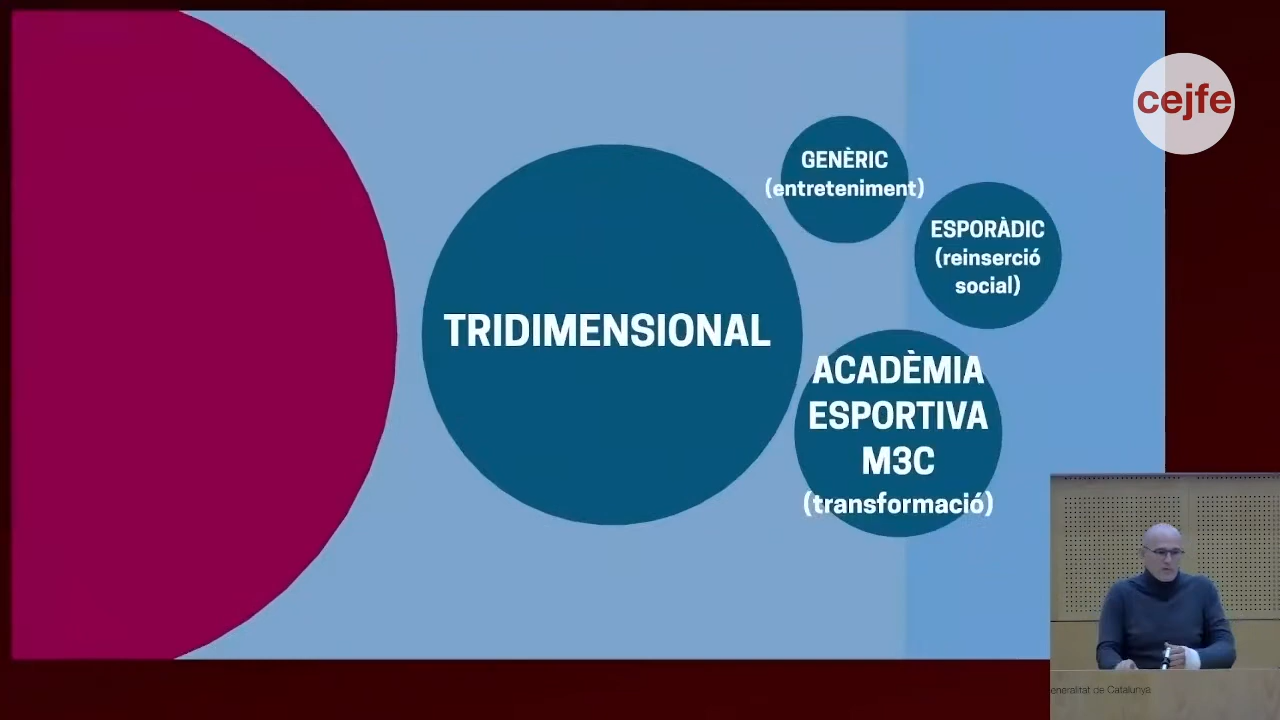 cejfe
GENÈRIC
(entreteniment)
ESPORÀDIC
(reinserció
social)
TRIDIMENSIONAL
ACADÈMIA
ESPORTIVA
M3C
(transformació)
eneralitat de Catalunya